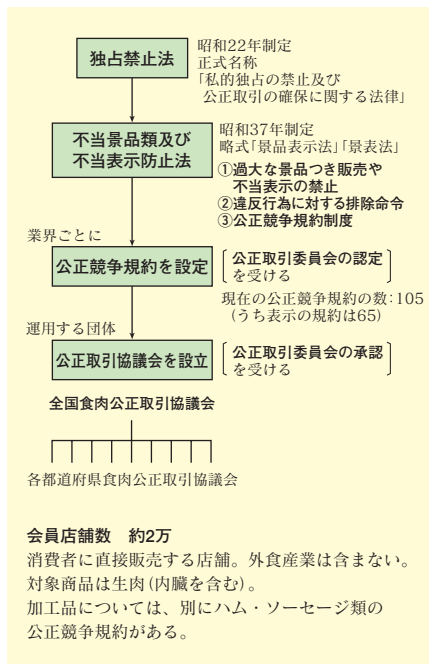 独占禁止法
昭和22年制定
正式名称
「私的独占の禁止及び
公正取引の確保に関する法律」
不当景品類及び
不当表示防止法
昭和37年制定
略式「景品表示法」「景表法」
①過大な景品つき販売や
不当表示の禁止
②違反行為に対する排除命令
③公正競争規約制度
業界ごとに
公正競争規約を設定
公正取引委員会の認定
を受ける
現在の公正競争規約の数:105
(うち表示の規約は65)
運用する団体
公正取引協議会を設立
公正取引委員会の承認
を受ける
全国食肉公正取引協議会
各都道府県食肉公正取引協議会
会員店舗数 約2万
消費者に直接販売する店舗。外食産業は含まない。
対象商品は生肉(内臓を含む)。
加工品については、別にハム・ソーセージ類の
公正競争規約がある。